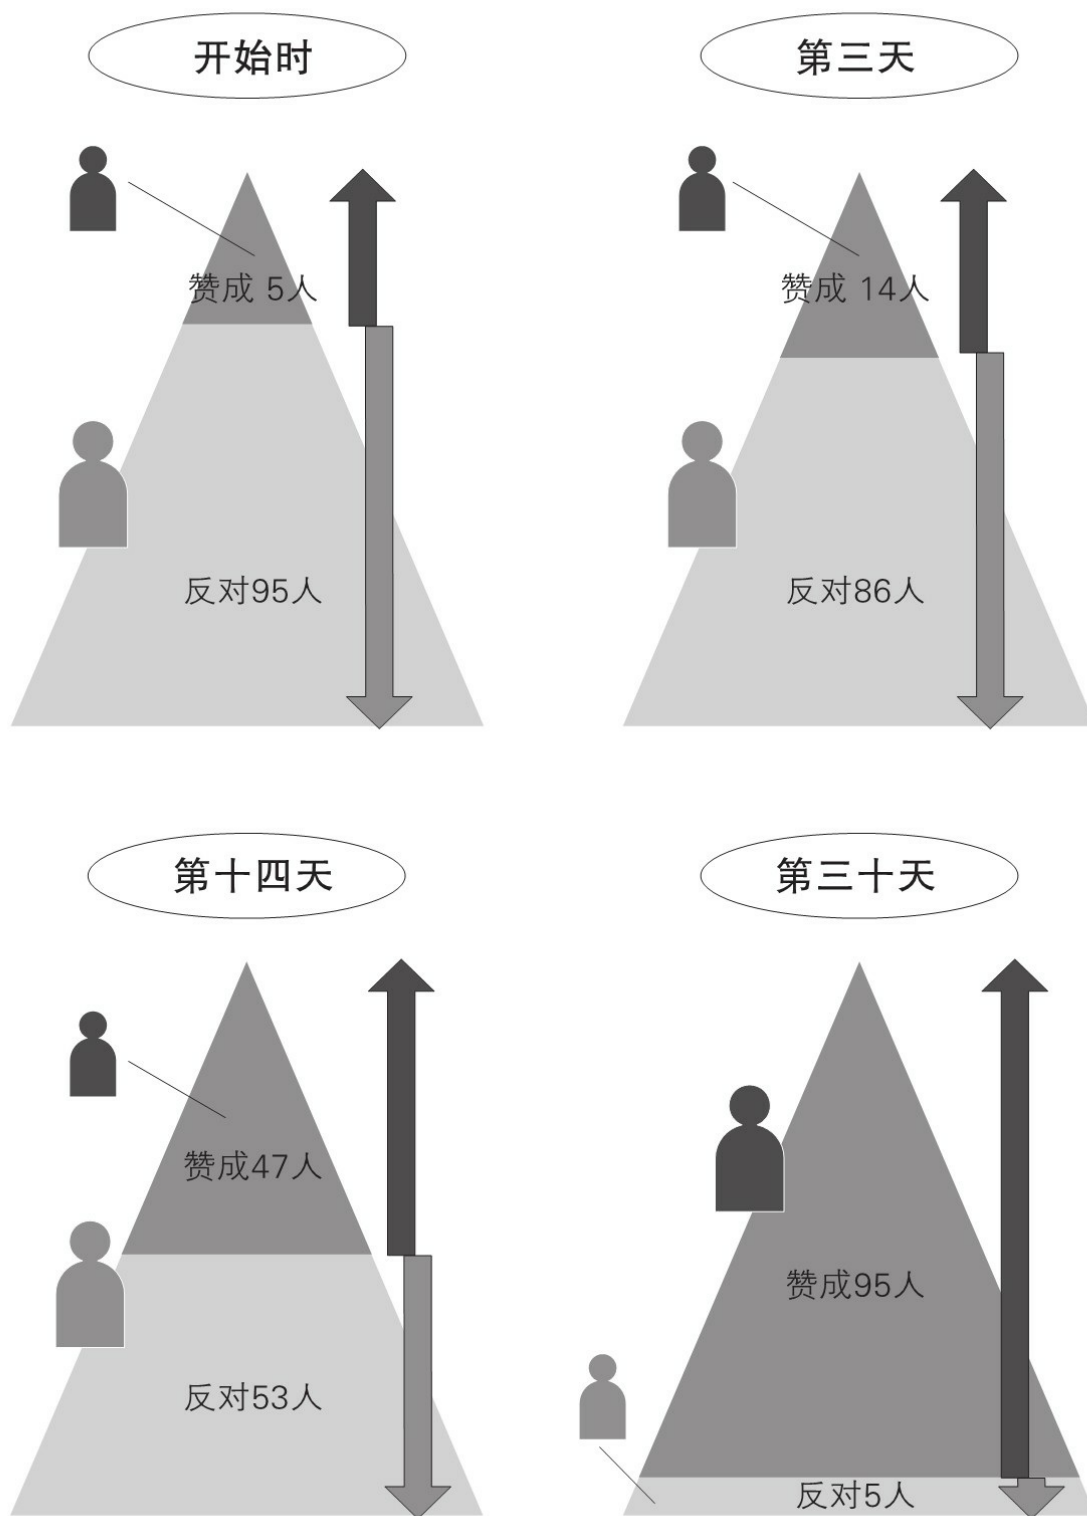 开始时
第三天
赞成 5人
赞成 14人
反对95人
反对86人
第十四天
第三十天
赞成47人
赞成95人
反对53人
反对5人